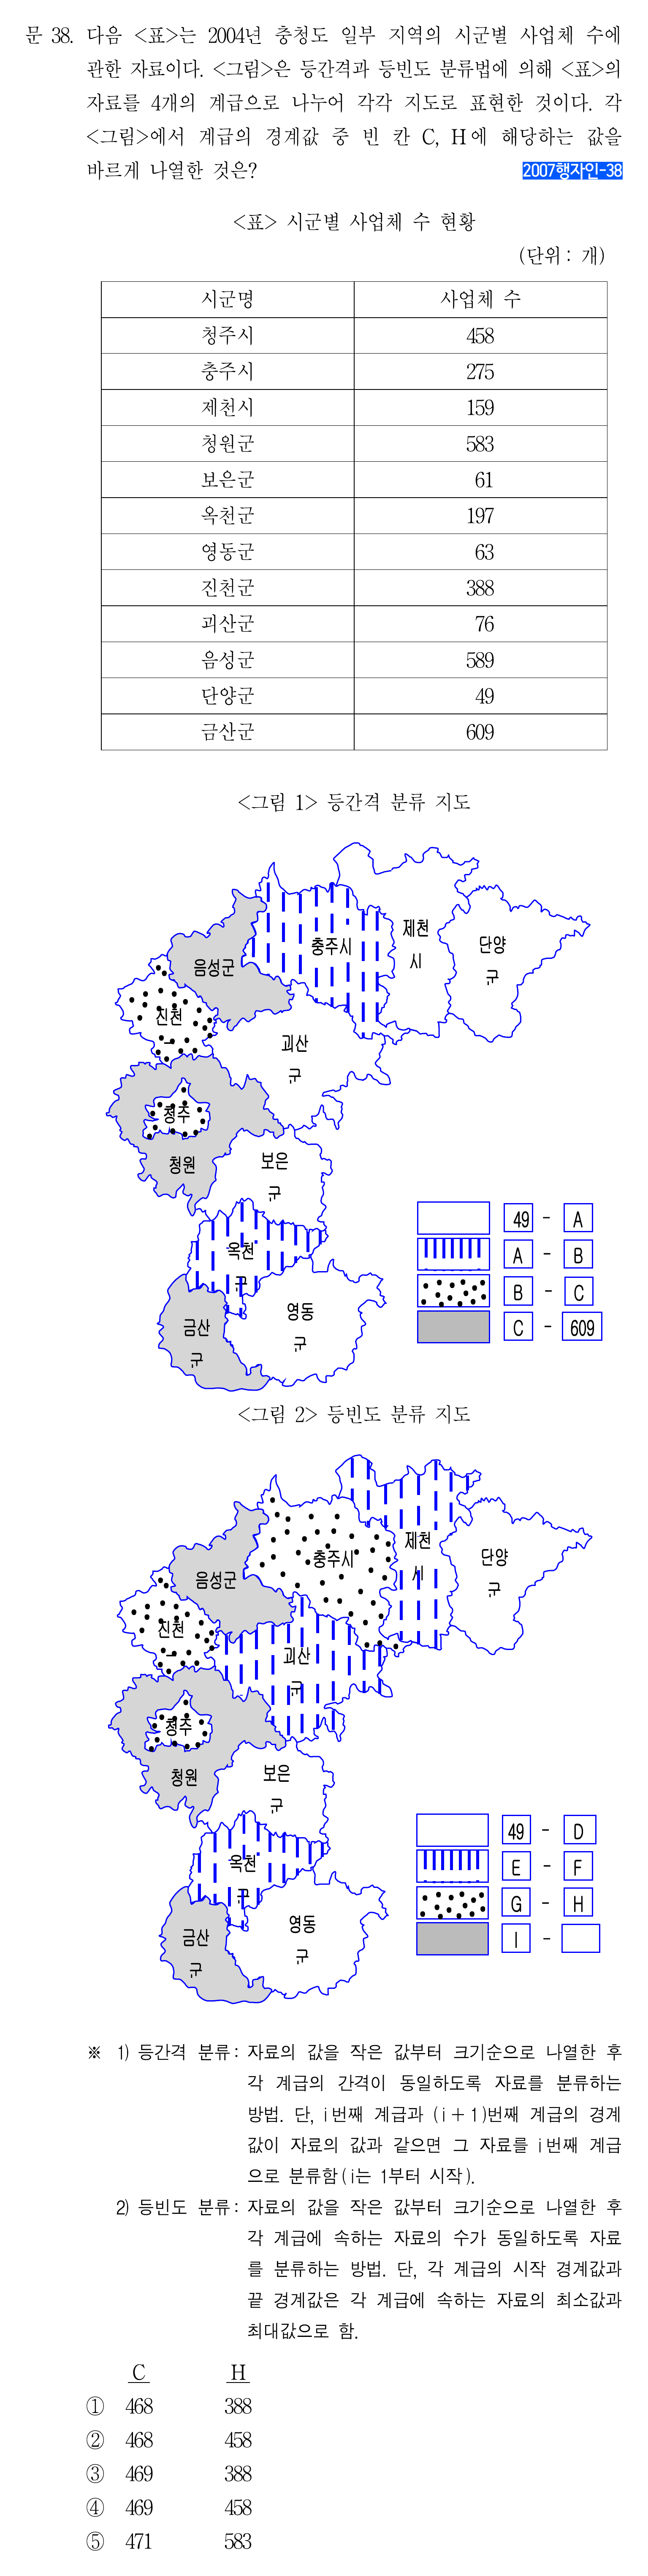 문 38. 다음 <표>는 2004년 충청도 일부 지역의 시군별 사업체 수에
관한 자료이다. <그림>은 등간격과 등빈도 분류법에 의해 <표>의
자료를 4개의 계급으로 나누어 각각 지도로 표현한 것이다. 각
<그림>에서 계급의 경계값 중 빈 칸 C, H에 해당하는 값을
바르게 나열한 것은?
2007행자인-38
<표> 시군별 사업체 수 현황
(단위: 개)
시군명 사업체 수
청주시 458
충주시 275
제천시 159
청원군 583
보은군 61
옥천군 197
영동군 63
진천군 388
괴산군 76
음성군 589
단양군 49
금산군 609
<그림 1> 등간격 분류 지도
제천
시
단양
군
충주시
음성군
진천
괴산
군
청주
청원
보은
군
옥천
군
영동
군
금산
군
49 - A
A - B
B - C
C - 609
<그림 2> 등빈도 분류 지도
제천
시
단양
군
충주시
음성군
진천
괴산
군
청주
청원
보은
군
옥천
군
영동
군
금산
군
49 - D
E - F
G - H
I -
※ 1) 등간격 분류: 자료의 값을 작은 값부터 크기순으로 나열한 후
각 계급의 간격이 동일하도록 자료를 분류하는
방법. 단, i번째 계급과 (i+1)번째 계급의 경계
값이 자료의 값과 같으면 그 자료를 i번째 계급
으로 분류함(i는 1부터 시작).
2) 등빈도 분류: 자료의 값을 작은 값부터 크기순으로 나열한 후
각 계급에 속하는 자료의 수가 동일하도록 자료
를 분류하는 방법. 단, 각 계급의 시작 경계값과
끝 경계값은 각 계급에 속하는 자료의 최소값과
최대값으로 함.
C H
① 468 388
② 468 458
③ 469 388
④ 469 458
⑤ 471 583